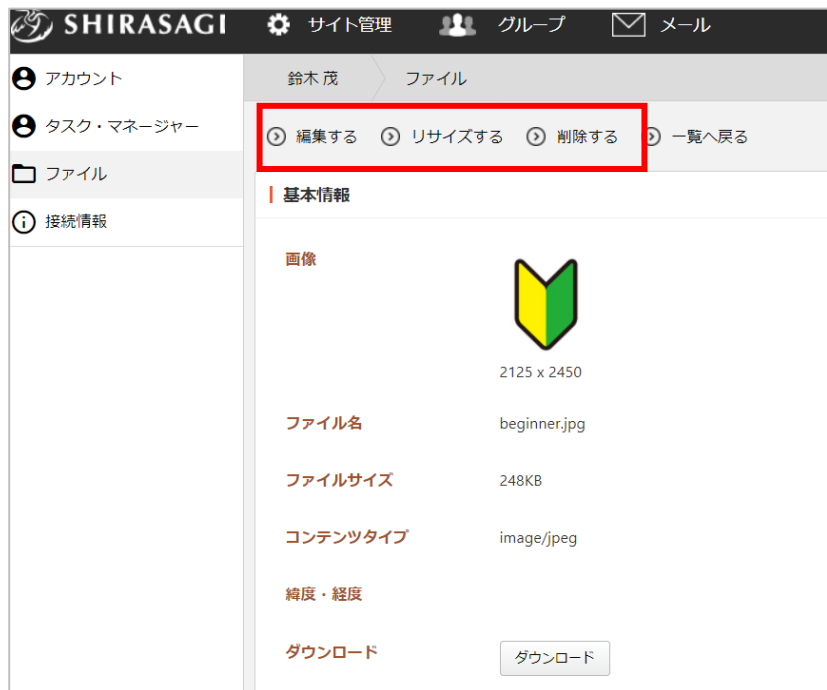 SHIRASAGI サイト管理 グループ メール
アカウント
タスク・マネージャー
ファイル
接続情報
鈴木 茂 ファイル
編集する リサイズする 削除する 一覧へ戻る
基本情報
画像
2125 x 2450
ファイル名 beginner.jpg
ファイルサイズ 248KB
コンテンツタイプ image/jpeg
緯度・経度
ダウンロード ダウンロード